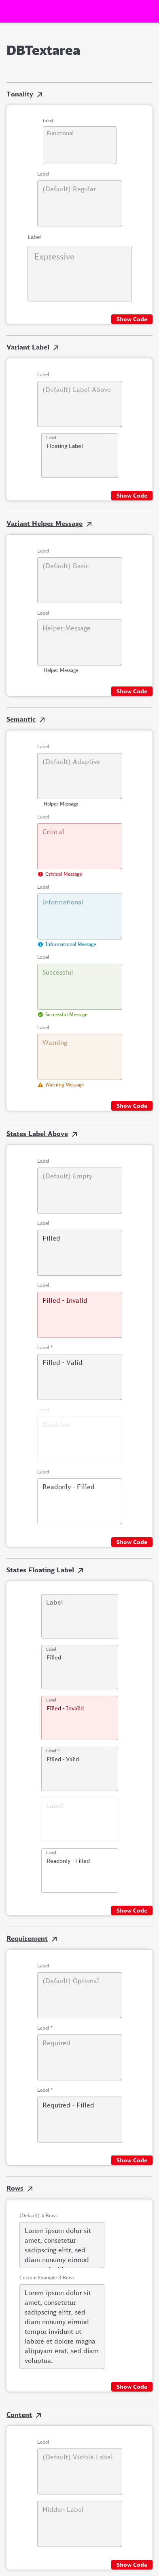 DBTextarea
Tonality
Label
Functional
Label
(Default) Regular
Label
Expressive
Show Code
Variant Label
Label
(Default) Label Above
Label
Floating Label
Show Code
Variant Helper Message
Label
(Default) Basic
Label
Helper Message
Helper Message
Show Code
Semantic
Label
(Default) Adaptive
Helper Message
Label
Critical
Critical Message
Label
Informational
Informational Message
Label
Successful
Successful Message
Label
Warning
Warning Message
Show Code
States Label Above
Label
(Default) Empty
Label
Filled
Label
Filled - Invalid
Label *
Filled - Valid
Label
Disabled
Label
Readonly - Filled
Show Code
States Floating Label
Label
Label
Filled
Label
Filled - Invalid
Label *
Filled - Valid
Label
Label
Readonly - Filled
Show Code
Requirement
Label
(Default) Optional
Label *
Required
Label *
Required - Filled
Show Code
Rows
(Default) 4 Rows
Lorem ipsum dolor sit
amet, consetetur
sadipscing elitr, sed
diam nonumy eirmod
Custom Example 8 Rows
Lorem ipsum dolor sit
amet, consetetur
sadipscing elitr, sed
diam nonumy eirmod
tempor invidunt ut
labore et dolore magna
aliquyam erat, sed diam
voluptua.
Show Code
Content
Label
(Default) Visible Label
Hidden Label
Show Code